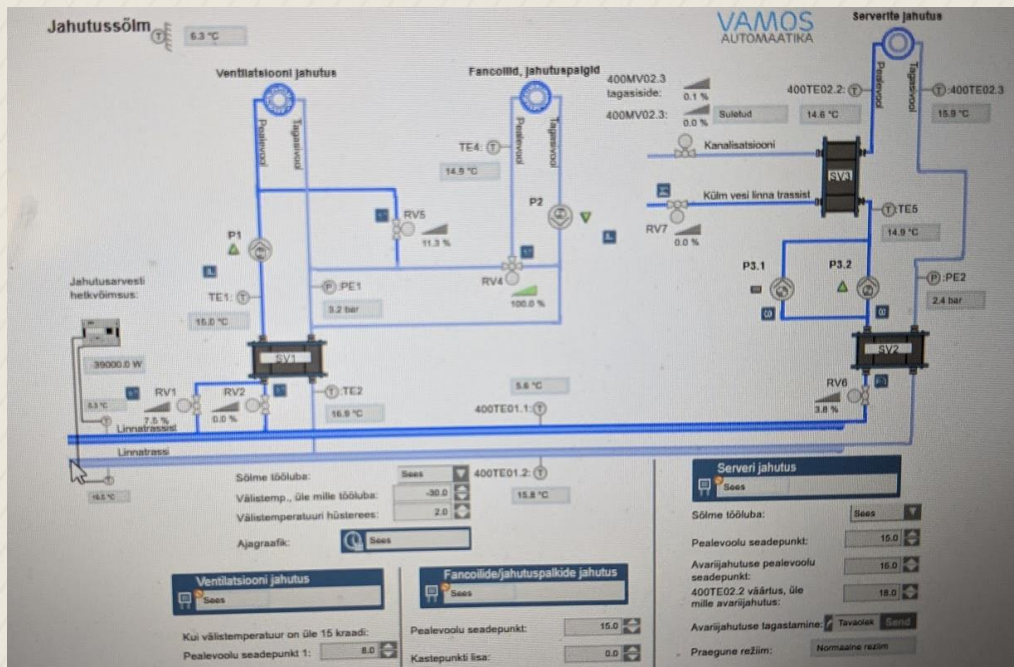 Jahutussõlm
6.3 °C
VAMOS
AUTOMAATIKA
Serverite jahutus
Ventilatsiooni jahutus
Fancoilid, jahutuspalgid
400MV02.3
tagasiside:
0.1 %
400MV02.3:
0.0 %
Suletud
400TE02.2:
14.6 °C
:400TE02.3
15.9 °C
Pealevool
Tagasivool
Pealevool
Tagasivool
Pealevool
Tagasivool
TE4:
14.9 °C
Kanalisatsiooni
SV3
Külm vesi linna trassist
RV7
0.0 %
:TE5
14.9 °C
P1
P2
RV5
11.3 %
RV4
100.0 %
P3.1
P3.2
:PE2
2.4 bar
Jahutusarvesti
hetkvõimsus:
-39000.0 W
TE1:
15.0 °C
:PE1
3.2 bar
SV1
SV2
RV1
7.5 %
RV2
0.0 %
:TE2
16.9 °C
5.6 °C
400TE01.1:
RV6
3.8 %
Linnatrassist
Linnatrassi
400TE01.2:
15.8 °C
Sõlme tööluba:
Sees
Välistemp., üle mille tööluba:
-30.0
Välistemperatuuri hüsterees:
2.0
Ajagraafik:
Sees
Ventilatsiooni jahutus
Sees
Kui välistemperatuur on üle 15 kraadi:
Pealevoolu seadepunkt 1:
8.0
Fancoilide/jahutuspalkide jahutus
Sees
Pealevoolu seadepunkt:
15.0
Kastepunkti lisa:
0.0
Serveri jahutus
Sees
Sõlme tööluba:
Sees
Pealevoolu seadepunkt:
15.0
Avariijahutuse pealevoolu
seadepunkt:
16.0
400TE02.2 väärtus, üle
mille avariijahutus:
18.0
Avariijahutuse tagastamine:
Tavaolek
Send
Praegune režiim:
Normaalne režiim